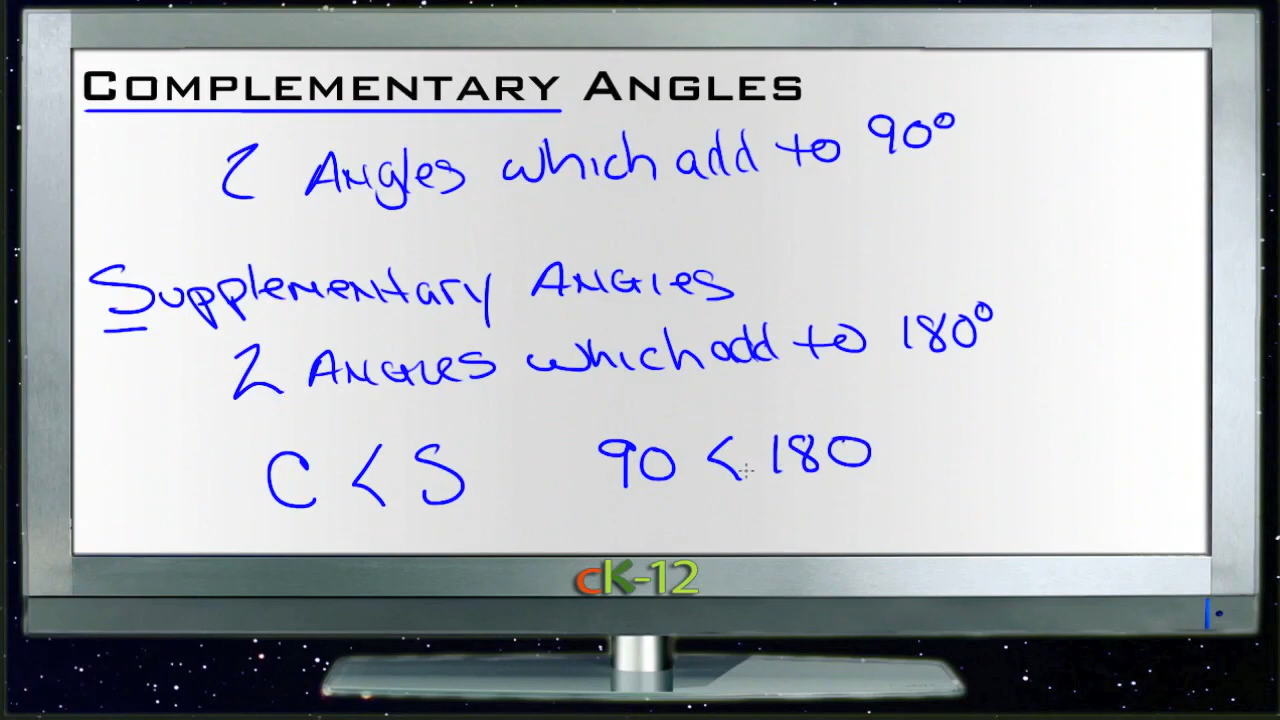 COMPLEMENTARY ANGLES
2 Angles which add to 90°
Supplementary Angles
2 Angles which add to 180°
C < S 90 < 180
cK-12